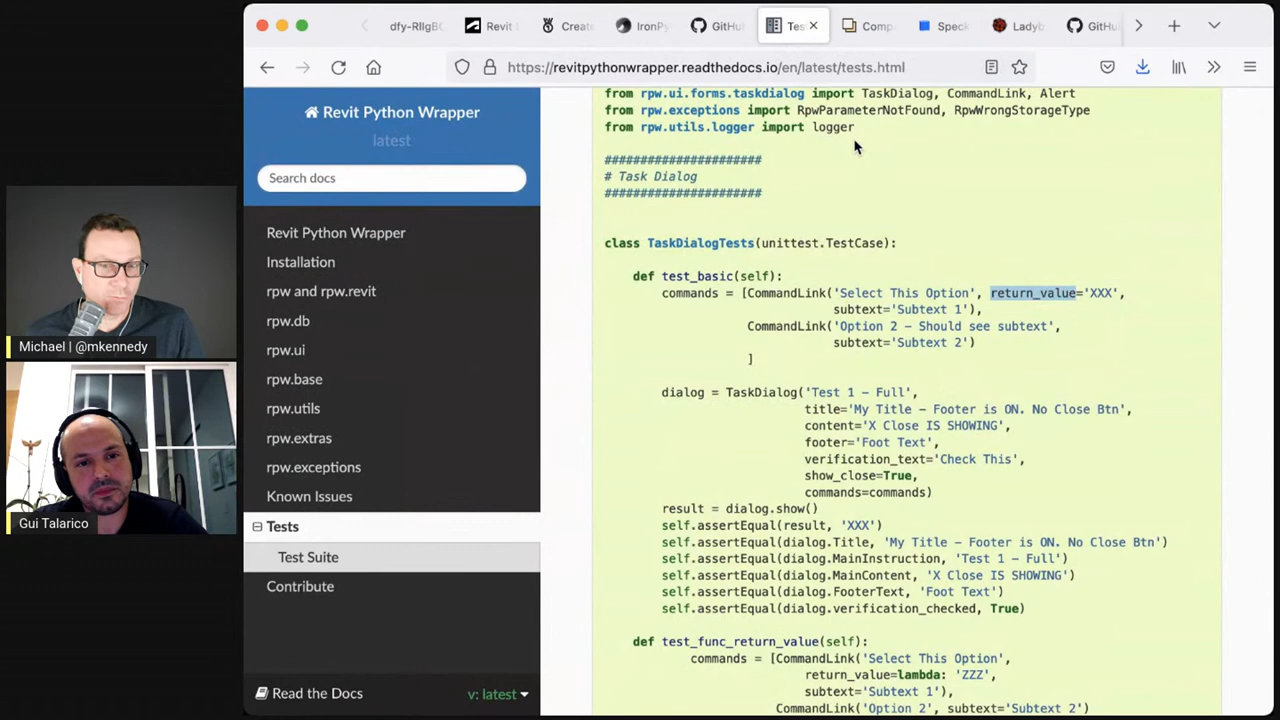 dfy-RIIgB(
Revit
Create
IronPy
GitHub
Tes
Comp
Speck
Ladyb
GitHu
https://revitpythonwrapper.readthedocs.io/en/latest/tests.html
Revit Python Wrapper
latest
Search docs
Revit Python Wrapper
Installation
rpw and rpw.revit
rpw.db
rpw.ui
rpw.base
rpw.utils
rpw.extras
rpw.exceptions
Known Issues
Tests
Test Suite
Contribute
Read the Docs
v: latest
from rpw.ui.forms.taskdialog import TaskDialog, CommandLink, Alert
from rpw.exceptions import RpwParameterNotFound, RpwWrongStorageType
from rpw.utils.logger import logger
######################
# Task Dialog
######################
class TaskDialogTests(unittest.TestCase):
def test_basic(self):
commands = [CommandLink('Select This Option', return_value='XXX',
subtext='Subtext 1'),
CommandLink('Option 2 - Should see subtext',
subtext='Subtext 2')
]
dialog = TaskDialog('Test 1 - Full',
title='My Title - Footer is ON. No Close Btn',
content='X Close IS SHOWING',
footer='Foot Text',
verification_text='Check This',
show_close=True,
commands=commands)
result = dialog.show()
self.assertEqual(result, 'XXX')
self.assertEqual(dialog.Title, 'My Title - Footer is ON. No Close Btn')
self.assertEqual(dialog.MainInstruction, 'Test 1 - Full')
self.assertEqual(dialog.MainContent, 'X Close IS SHOWING')
self.assertEqual(dialog.FooterText, 'Foot Text')
self.assertEqual(dialog.verification_checked, True)
def test_func_return_value(self):
commands = [CommandLink('Select This Option',
return_value=lambda: 'ZZZ',
subtext='Subtext 1'),
CommandLink('Option 2', subtext='Subtext 2')
Michael | @mkennedy
Gui Talarico